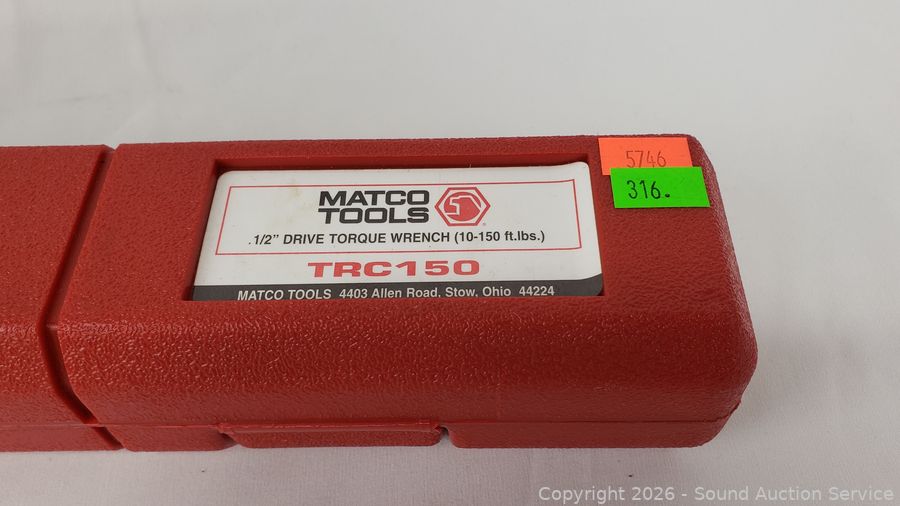 5746
316.
MATCO
TOOLS
.1/2" DRIVE TORQUE WRENCH (10-150 ft.lbs.)
TRC150
MATCO TOOLS 4403 Allen Road, Stow, Ohio 44224
Copyright © 2026 - Sound Auction Service